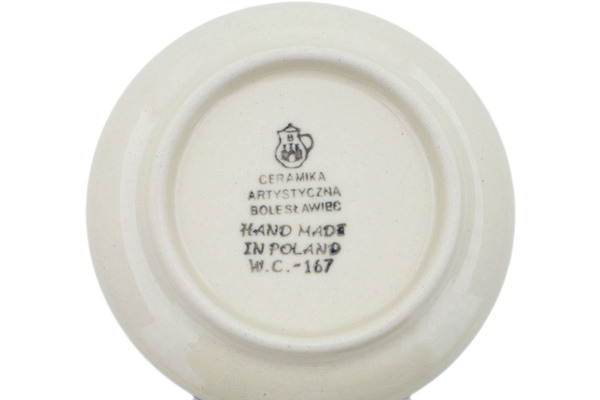 B
CERAMIKA
ARTYSTYCZNA
BOLESŁAWIEC
HAND MADE
IN POLAND
W.C.-167